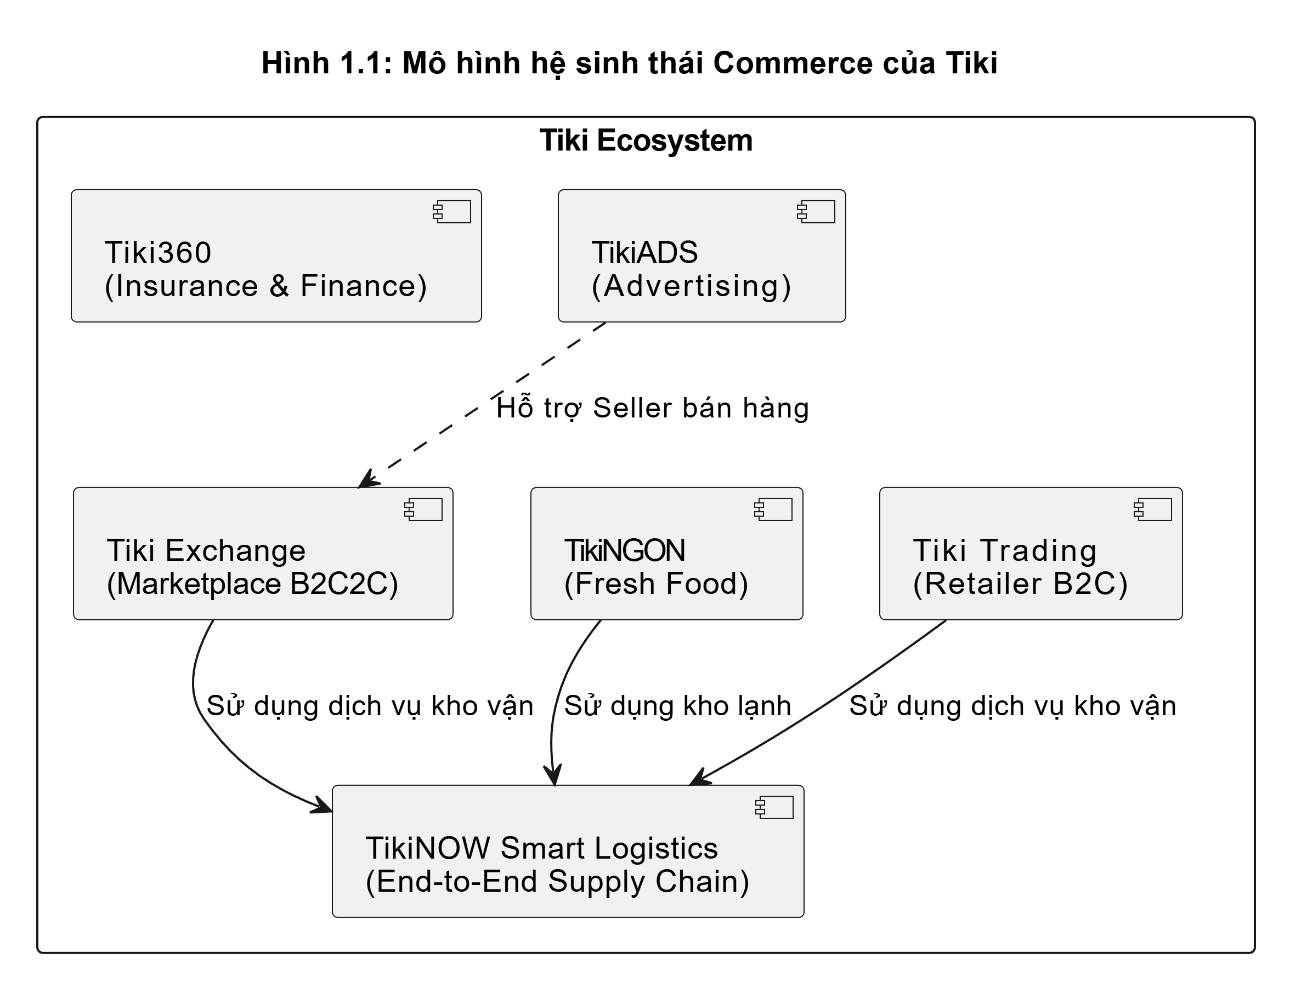 Hình 1.1: Mô hình hệ sinh thái Commerce của Tiki
Tiki Ecosystem
Tiki360
(Insurance & Finance)
TikiADS
(Advertising)
Hỗ trợ Seller bán hàng
Tiki Exchange
(Marketplace B2C2C)
TikiNGON
(Fresh Food)
Tiki Trading
(Retailer B2C)
Sử dụng dịch vụ kho vận
Sử dụng kho lạnh
Sử dụng dịch vụ kho vận
TikiNOW Smart Logistics
(End-to-End Supply Chain)